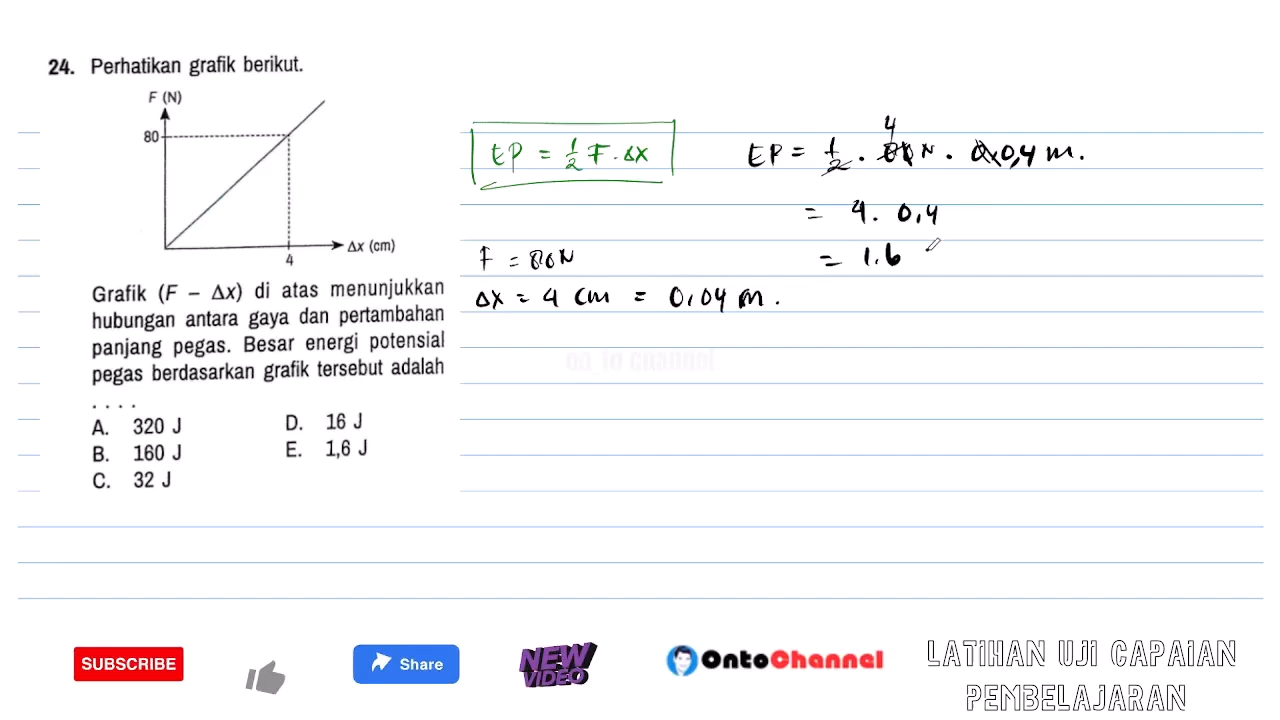 24. Perhatikan grafik berikut.
F (N)
80
4
Δx (cm)
Grafik (F – Δx) di atas menunjukkan
hubungan antara gaya dan pertambahan
panjang pegas. Besar energi potensial
pegas berdasarkan grafik tersebut adalah
. . . .
A. 320 J
B. 160 J
C. 32 J
D. 16 J
E. 1,6 J
EP = 1/2 F . Δx
F = 80N
Δx = 4 cm = 0,04 m .
4
EP = 1/2 . N . 0,4 m .
= 4 . 0,4
= 1.6
oa_to channel
SUBSCRIBE
Share
NEW
VIDEO
OntoChannel
LATIHAN UJI CAPAIAN
PEMBELAJARAN